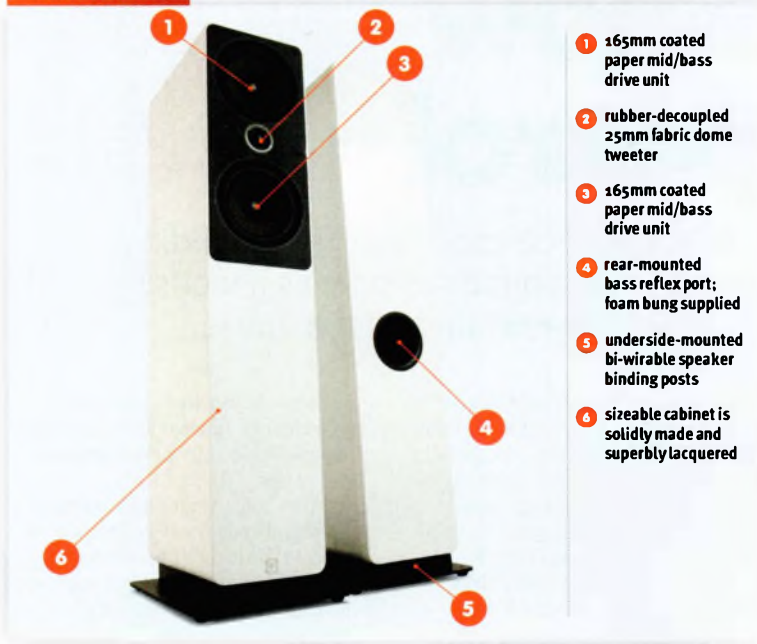 1
2
3
4
5
6
1 165mm coated
paper mid/bass
drive unit
2 rubber-decoupled
25mm fabric dome
tweeter
3 165mm coated
paper mid/bass
drive unit
4 rear-mounted
bass reflex port;
foam bung supplied
5 underside-mounted
bi-wirable speaker
binding posts
6 sizeable cabinet is
solidly made and
superbly lacquered